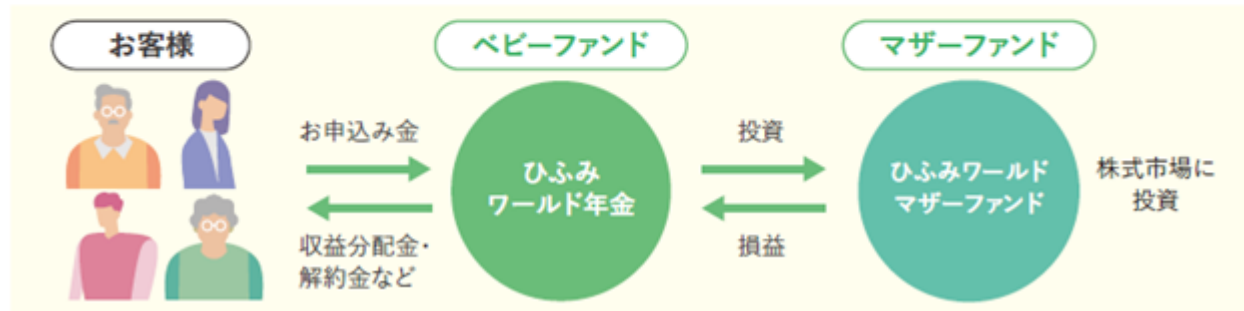 お客様
ベビーファンド
マザーファンド
お申込み金
収益分配金・
解約金など
ひふみ
ワールド年金
投資
損益
ひふみワールド
マザーファンド
株式市場に
投資